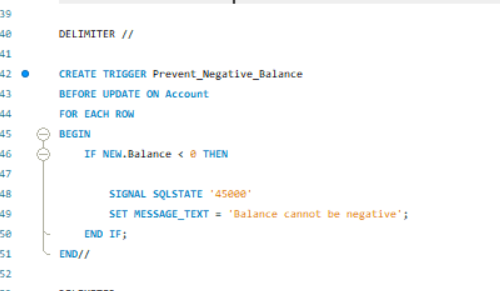 39
40 DELIMITER //
41
42 CREATE TRIGGER Prevent_Negative_Balance
43 BEFORE UPDATE ON Account
44 FOR EACH ROW
45 BEGIN
46 IF NEW.Balance < 0 THEN
47
48 SIGNAL SQLSTATE '45000'
49 SET MESSAGE_TEXT = 'Balance cannot be negative';
50 END IF;
51 END//
52